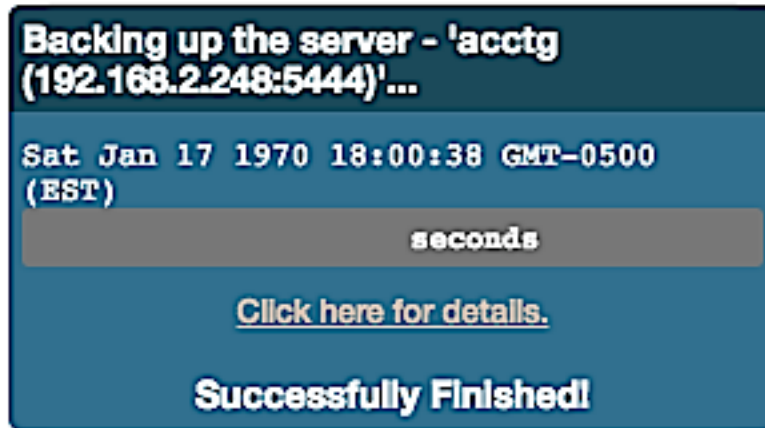 Backing up the server - 'acctg
(192.168.2.248:5444)'...
Sat Jan 17 1970 18:00:38 GMT-0500
(EST)
seconds
Click here for details.
Successfully Finished!